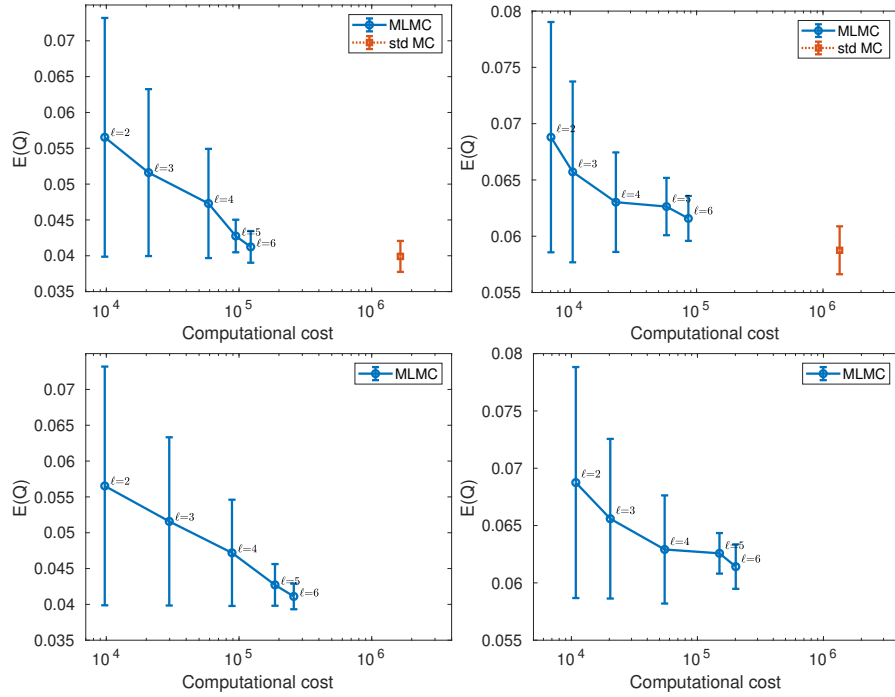 MLMC
std MC
0.07
0.065
0.06
0.055
0.05
0.045
0.04
0.035
E(Q)
ℓ=2
ℓ=3
ℓ=4
ℓ=5
ℓ=6
10^4
10^5
10^6
Computational cost
MLMC
std MC
0.08
0.075
0.07
0.065
0.06
0.055
E(Q)
ℓ=2
ℓ=3
ℓ=4
ℓ=5
ℓ=6
10^4
10^5
10^6
Computational cost
MLMC
0.07
0.065
0.06
0.055
0.05
0.045
0.04
0.035
E(Q)
ℓ=2
ℓ=3
ℓ=4
ℓ=5
ℓ=6
10^4
10^5
10^6
Computational cost
MLMC
0.08
0.075
0.07
0.065
0.06
0.055
E(Q)
ℓ=2
ℓ=3
ℓ=4
ℓ=5
ℓ=6
10^4
10^5
10^6
Computational cost